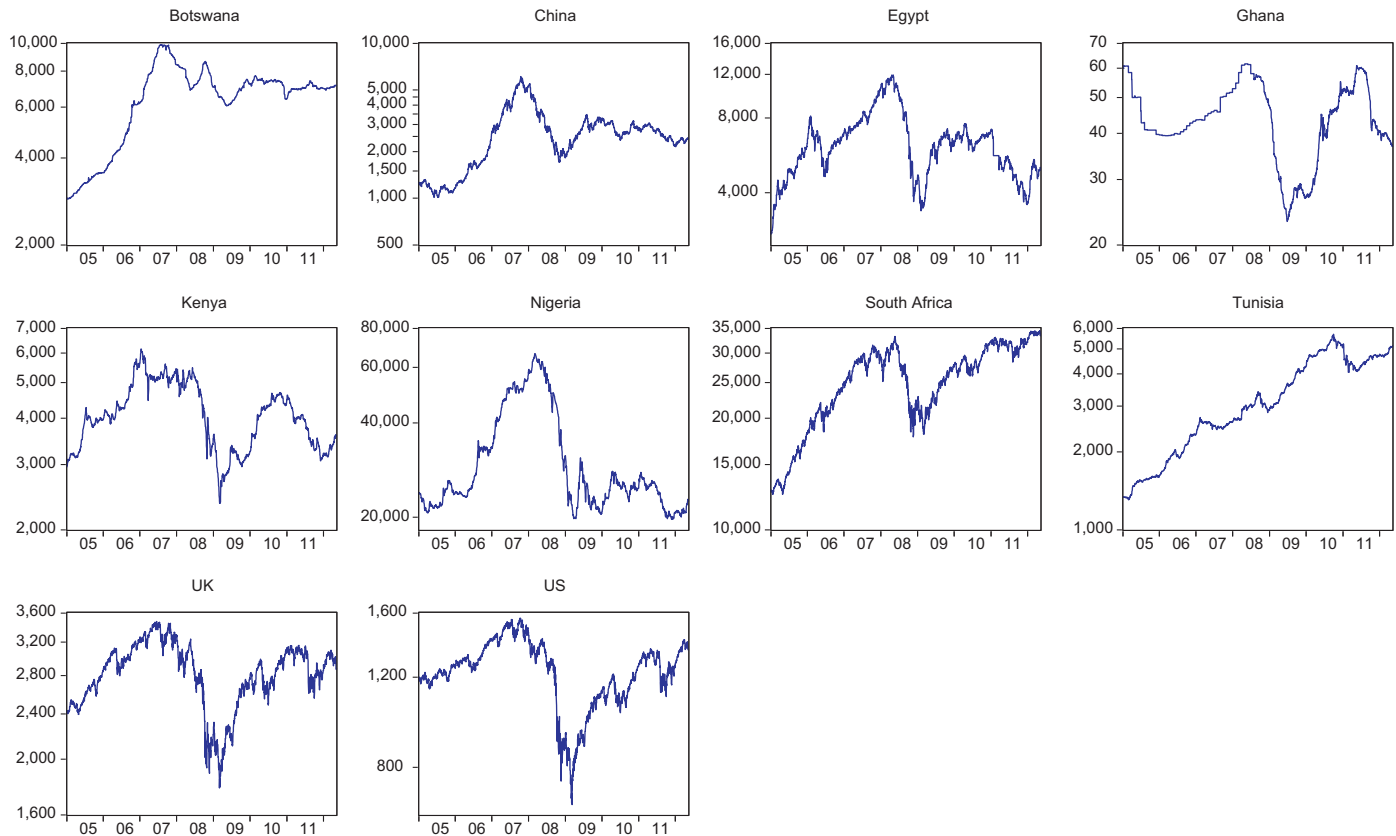 Botswana
10,000
8,000
6,000
4,000
2,000
05 06 07 08 09 10 11
China
10,000
5,000
4,000
3,000
2,000
1,500
1,000
500
05 06 07 08 09 10 11
Egypt
16,000
12,000
8,000
4,000
05 06 07 08 09 10 11
Ghana
70
60
50
40
30
20
05 06 07 08 09 10 11
Kenya
7,000
6,000
5,000
4,000
3,000
2,000
05 06 07 08 09 10 11
Nigeria
80,000
60,000
40,000
20,000
05 06 07 08 09 10 11
South Africa
35,000
30,000
25,000
20,000
15,000
10,000
05 06 07 08 09 10 11
Tunisia
6,000
5,000
4,000
3,000
2,000
1,000
05 06 07 08 09 10 11
UK
3,600
3,200
2,800
2,400
2,000
1,600
05 06 07 08 09 10 11
US
1,600
1,200
800
05 06 07 08 09 10 11